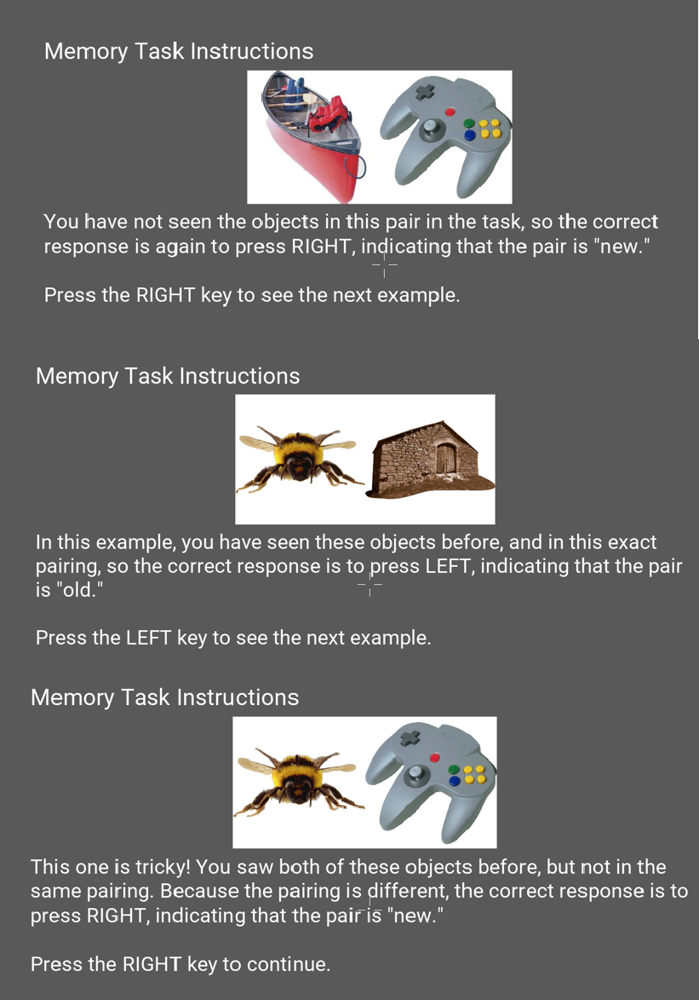 Memory Task Instructions
You have not seen the objects in this pair in the task, so the correct
response is again to press RIGHT, indicating that the pair is "new."
Press the RIGHT key to see the next example.
Memory Task Instructions
In this example, you have seen these objects before, and in this exact
pairing, so the correct response is to press LEFT, indicating that the pair
is "old."
Press the LEFT key to see the next example.
Memory Task Instructions
This one is tricky! You saw both of these objects before, but not in the
same pairing. Because the pairing is different, the correct response is to
press RIGHT, indicating that the pair is "new."
Press the RIGHT key to continue.